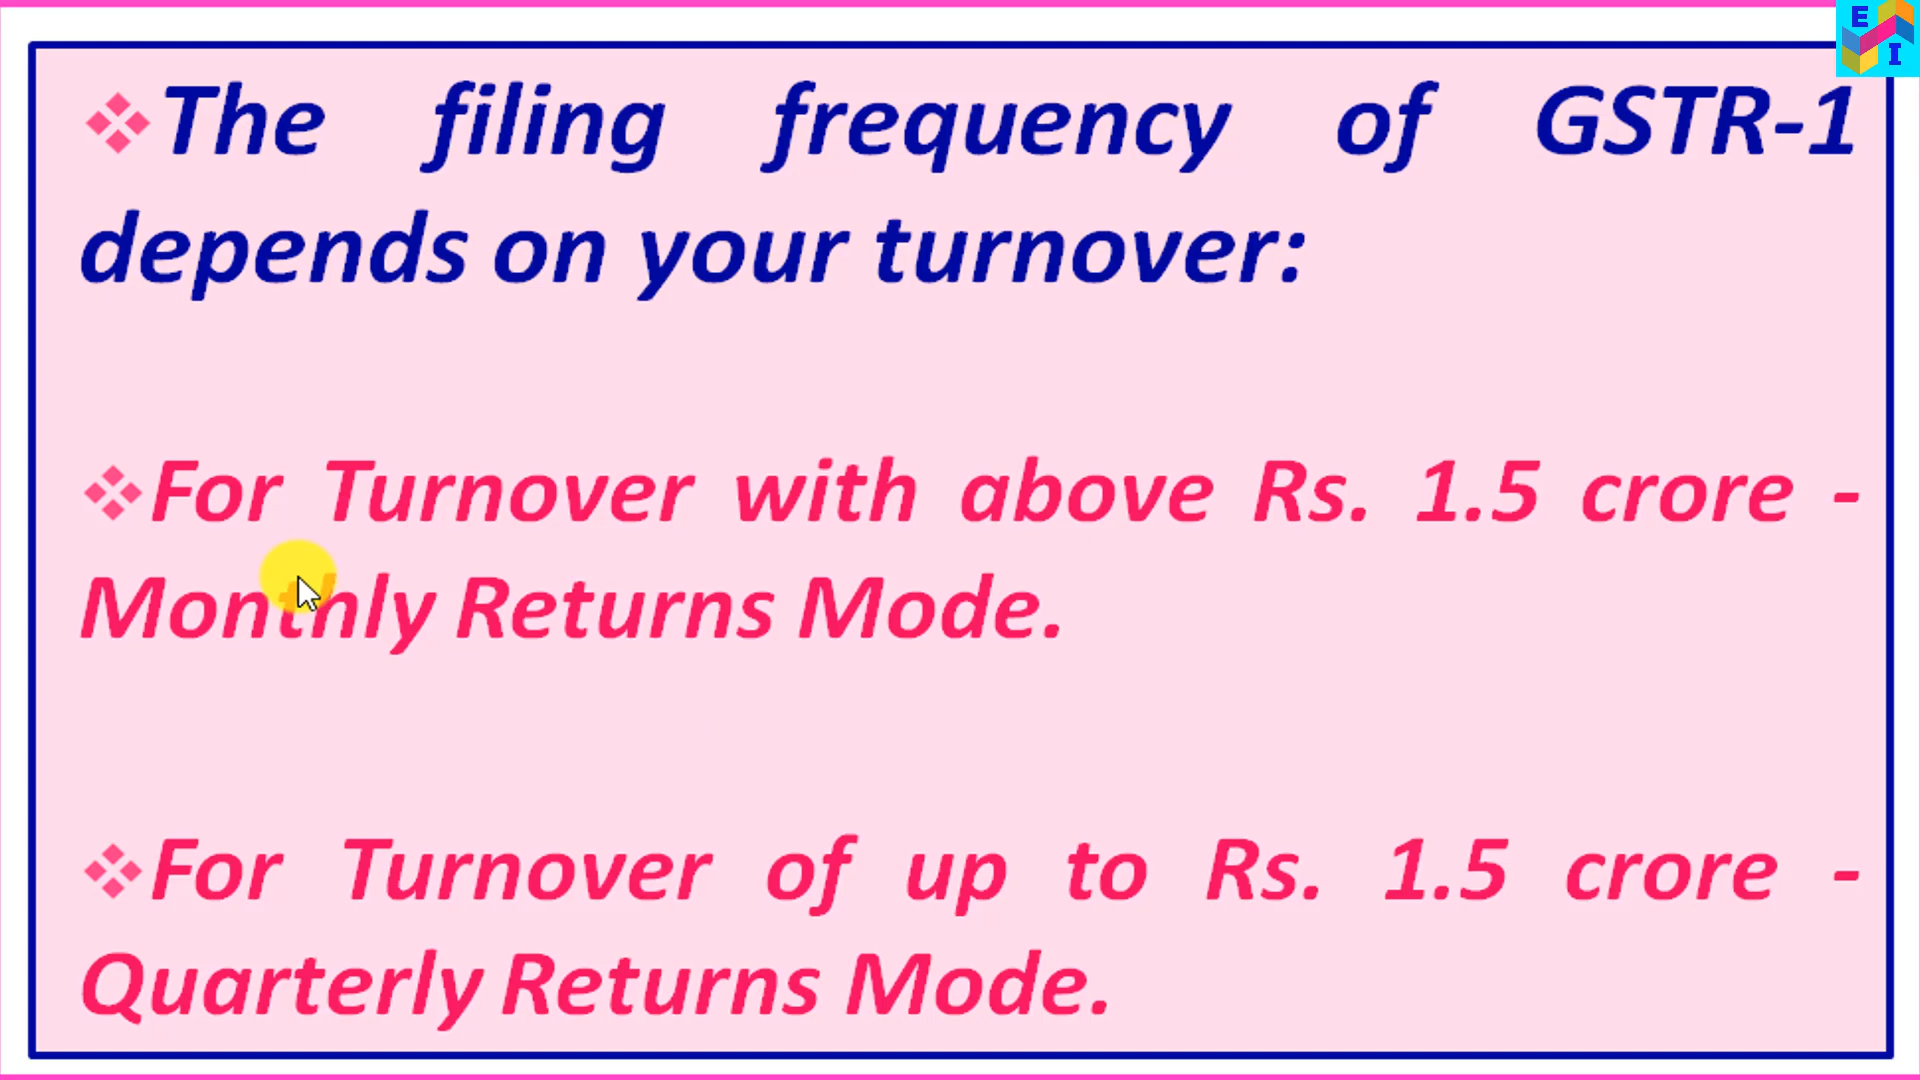 E
I
❖The filing frequency of GSTR-1
depends on your turnover:
❖For Turnover with above Rs. 1.5 crore -
Monthly Returns Mode.
❖For Turnover of up to Rs. 1.5 crore -
Quarterly Returns Mode.